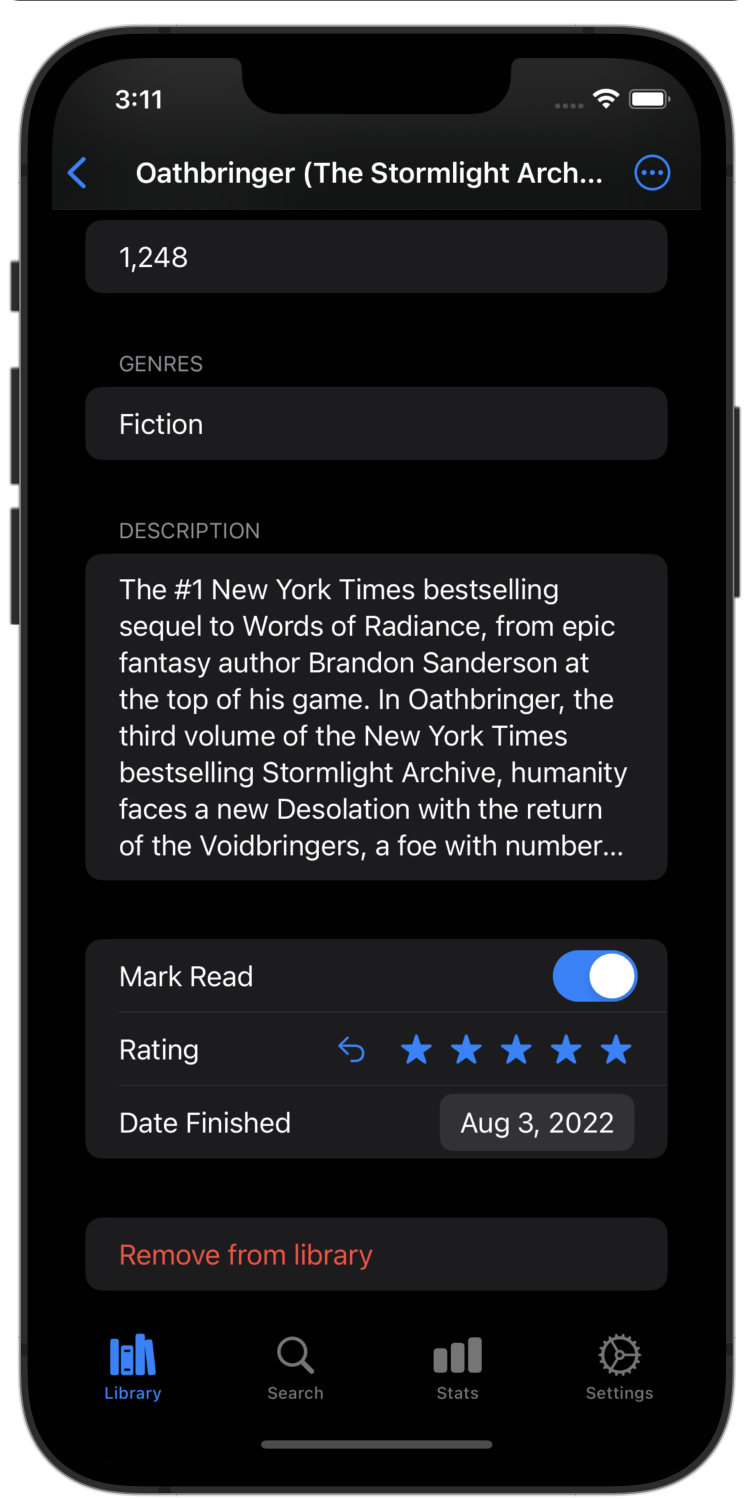 3:11
Oathbringer (The Stormlight Arch...
1,248
GENRES
Fiction
DESCRIPTION
The #1 New York Times bestselling
sequel to Words of Radiance, from epic
fantasy author Brandon Sanderson at
the top of his game. In Oathbringer, the
third volume of the New York Times
bestselling Stormlight Archive, humanity
faces a new Desolation with the return
of the Voidbringers, a foe with number...
Mark Read
Rating
Date Finished Aug 3, 2022
Remove from library
Library Search Stats Settings